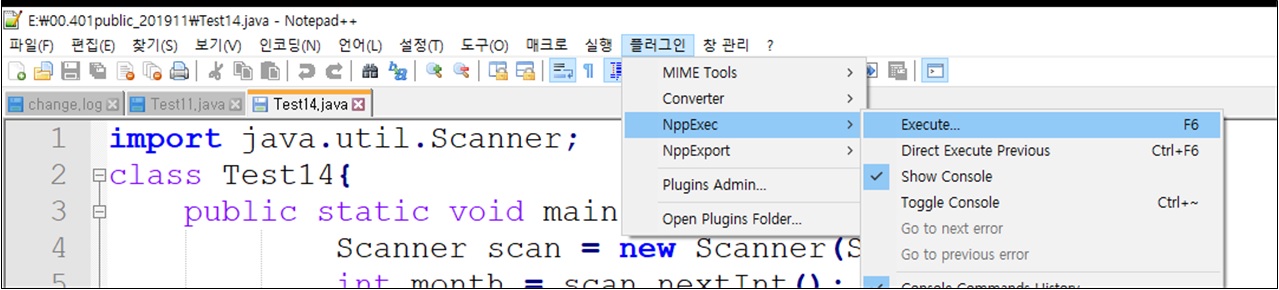 E:₩00.401public_201911₩Test14.java - Notepad++
파일(F) 편집(E) 찾기(S) 보기(V) 인코딩(N) 언어(L) 설정(T) 도구(O) 매크로 실행 플러그인 창 관리 ?
change.log Test11.java Test14.java
MIME Tools
Converter
NppExec
NppExport
Plugins Admin...
Open Plugins Folder...
Execute... F6
Direct Execute Previous Ctrl+F6
Show Console
Toggle Console Ctrl+~
Go to next error
Go to previous error
Console Commands History
1 import java.util.Scanner;
2 class Test14{
3 public static void main
4 Scanner scan = new Scanner(S
5 int month = scan.nextInt();